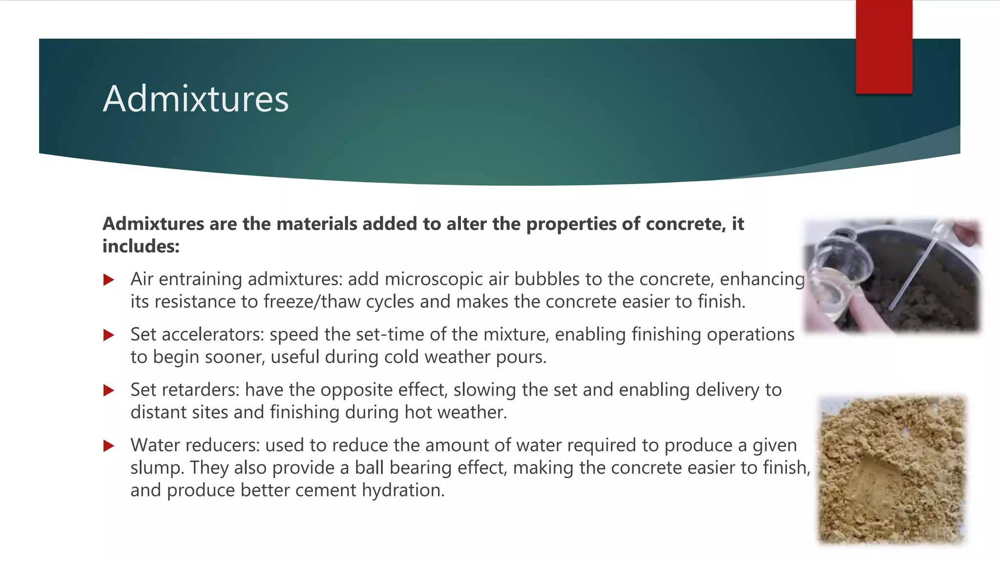 Admixtures
Admixtures are the materials added to alter the properties of concrete, it
includes:
Air entraining admixtures: add microscopic air bubbles to the concrete, enhancing
its resistance to freeze/thaw cycles and makes the concrete easier to finish.
Set accelerators: speed the set-time of the mixture, enabling finishing operations
to begin sooner, useful during cold weather pours.
Set retarders: have the opposite effect, slowing the set and enabling delivery to
distant sites and finishing during hot weather.
Water reducers: used to reduce the amount of water required to produce a given
slump. They also provide a ball bearing effect, making the concrete easier to finish,
and produce better cement hydration.